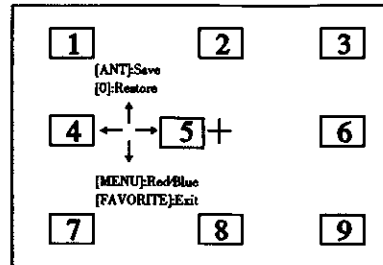 1 2 3
[ANT]:Save
[0]:Restore
4 5 6
[MENU]:Red/Blue
[FAVORITE]:Exit
7 8 9